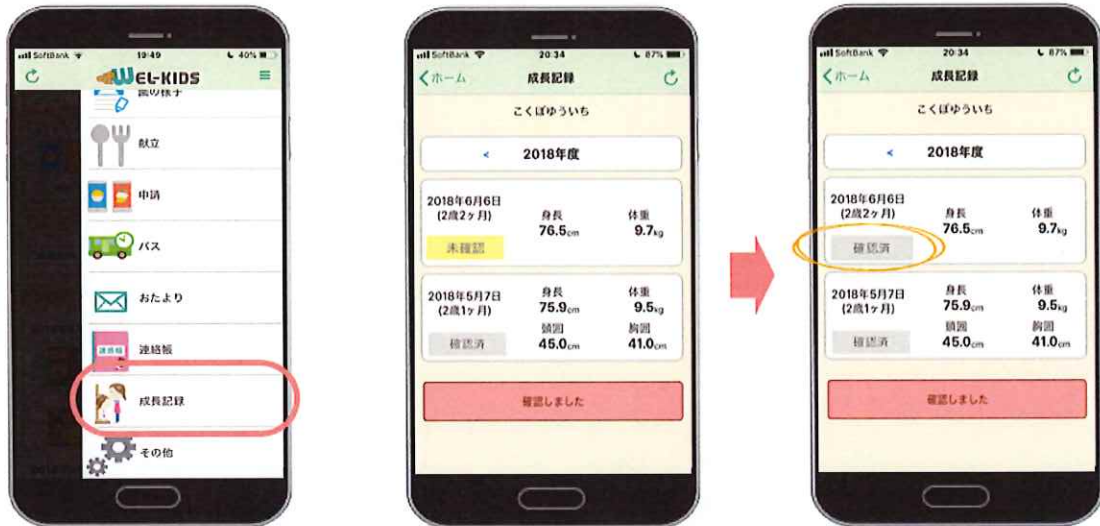 SoftBank 19:49 40%
WEL-KIDS
歯の様子
献立
申請
バス
おたより
連絡帳
連絡帳
成長記録
その他
SoftBank 20:34 87%
<ホーム 成長記録
こくぼゆういち
< 2018年度
2018年6月6日
(2歳2ヶ月)
身長 体重
76.5cm 9.7kg
未確認
2018年5月7日
(2歳1ヶ月)
身長 体重
75.9cm 9.5kg
頭囲 胸囲
45.0cm 41.0cm
確認済
確認しました
SoftBank 20:34 87%
<ホーム 成長記録
こくぼゆういち
< 2018年度
2018年6月6日
(2歳2ヶ月)
身長 体重
76.5cm 9.7kg
確認済
2018年5月7日
(2歳1ヶ月)
身長 体重
75.9cm 9.5kg
頭囲 胸囲
45.0cm 41.0cm
確認済
確認しました